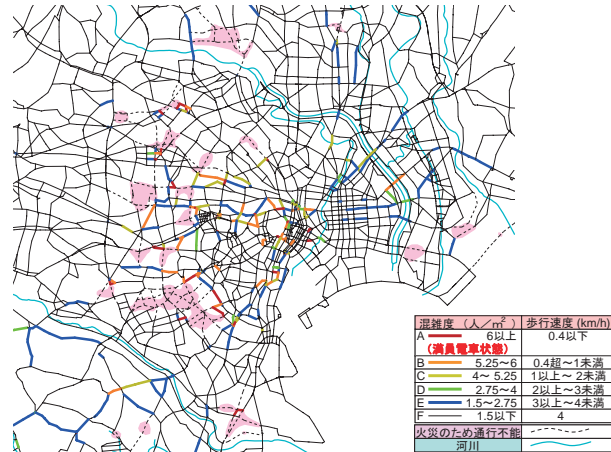 混雑度（人／m²） 歩行速度 (km/h)
A 6以上 0.4以下
(満員電車状態)
B 5.25～6 0.4超～1未満
C 4～ 5.25 1以上～ 2未満
D 2.75～4 2以上～3未満
E 1.5～2.75 3以上～4未満
F 1.5以下 4
火災のため通行不能
河川